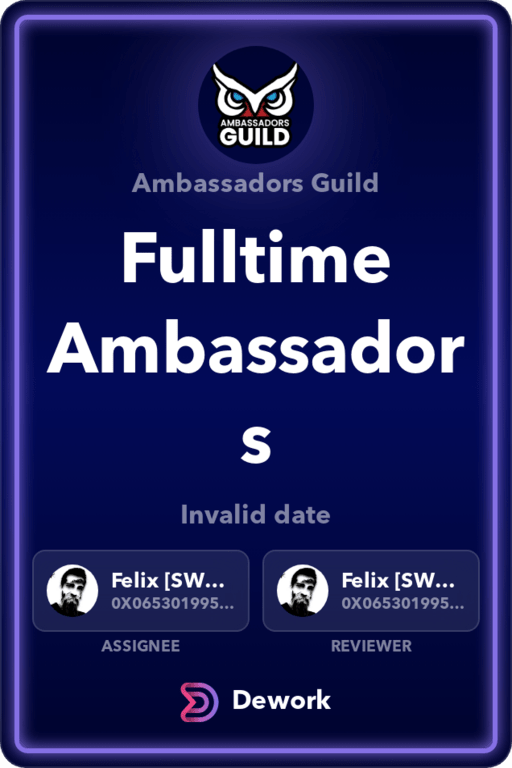 AMBASSADORS
GUILD
Ambassadors Guild
Fulltime
Ambassador
s
Invalid date
Felix [SW...
0X065301995...
ASSIGNEE
Felix [SW...
0X065301995...
REVIEWER
Dework